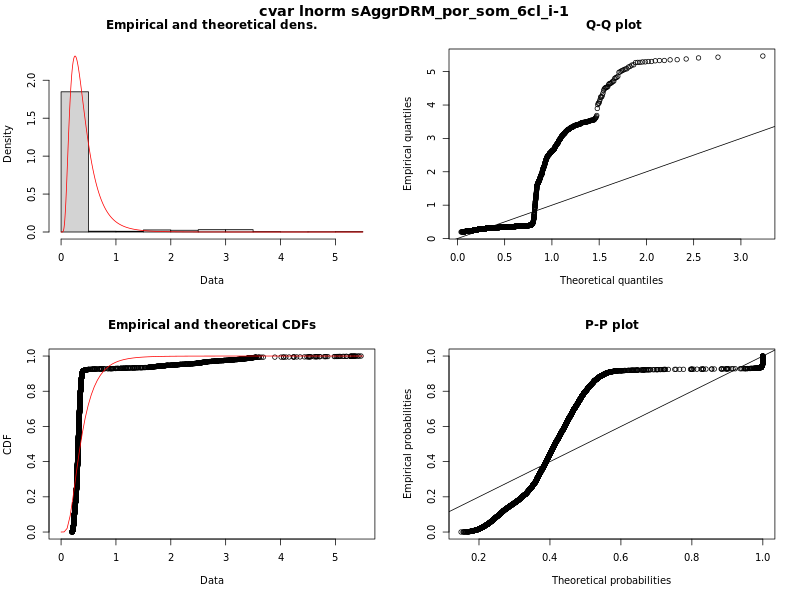 cvar lnorm sAggrDRM_por_som_6cl_i-1
Empirical and theoretical dens.
Density
0.0 0.5 1.0 1.5 2.0
0 1 2 3 4 5
Data
Q-Q plot
Empirical quantiles
0 1 2 3 4 5
0.0 0.5 1.0 1.5 2.0 2.5 3.0
Theoretical quantiles
Empirical and theoretical CDFs
CDF
0.0 0.2 0.4 0.6 0.8 1.0
0 1 2 3 4 5
Data
P-P plot
Empirical probabilities
0.0 0.2 0.4 0.6 0.8 1.0
0.2 0.4 0.6 0.8 1.0
Theoretical probabilities